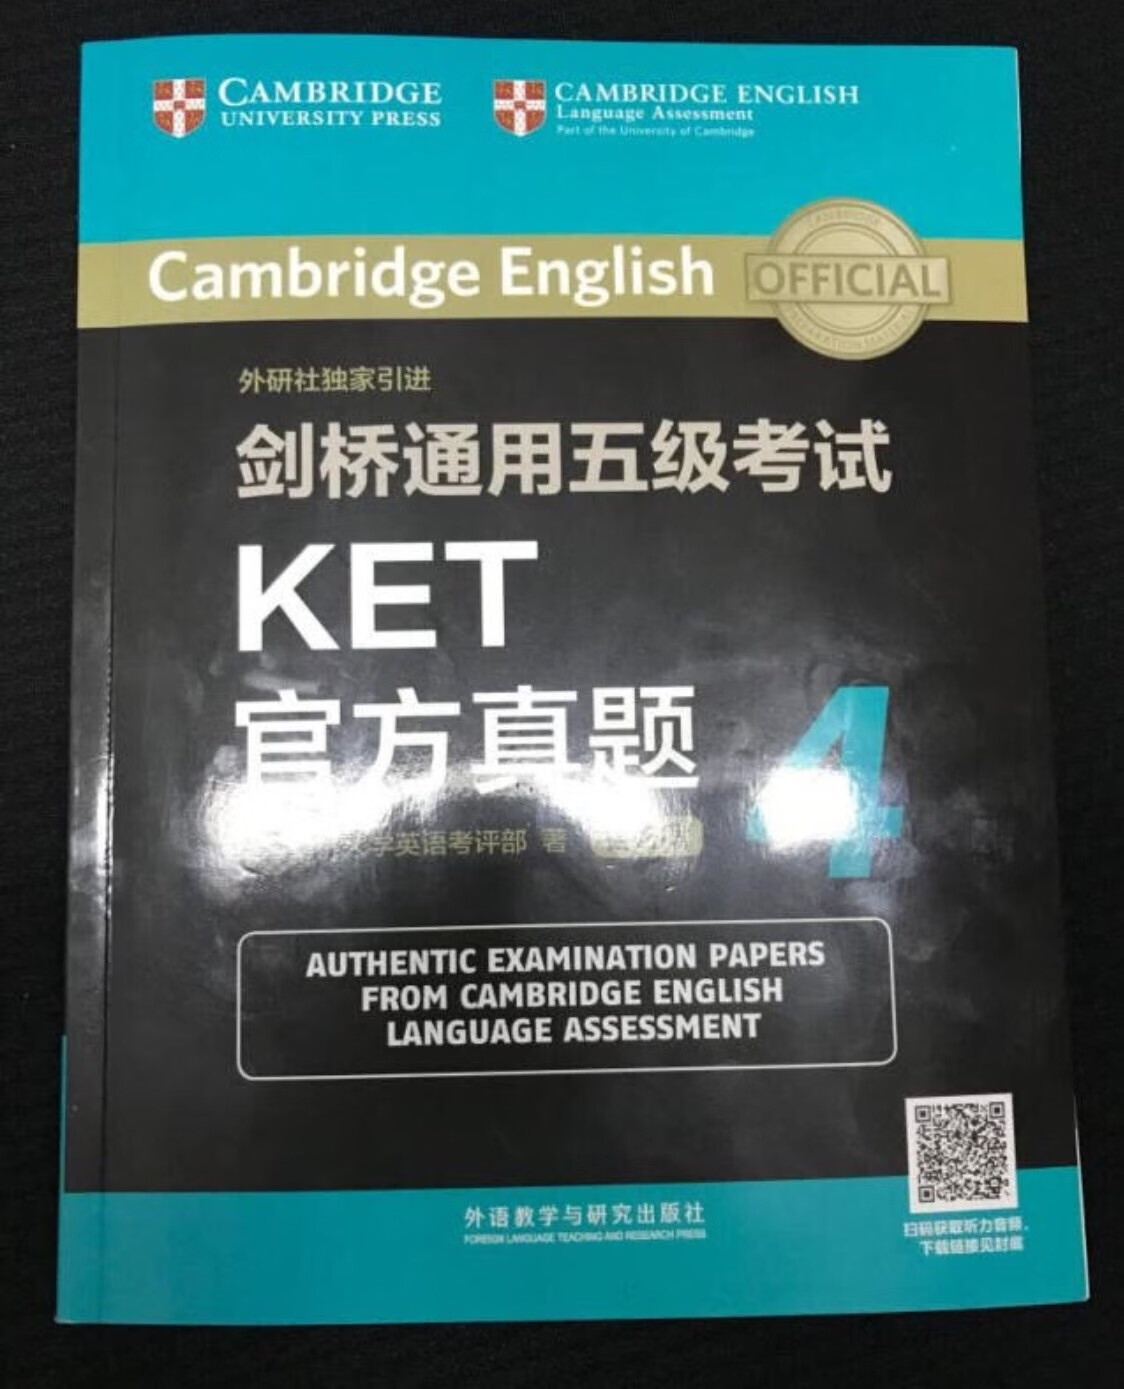 CAMBRIDGE
UNIVERSITY PRESS
CAMBRIDGE ENGLISH
Language Assessment
Part of the University of Cambridge
Cambridge English
CAMBRIDGE
OFFICIAL
PREPARATION MATERIAL
外研社独家引进
剑桥通用五级考试
KET
官方真题
4
学英语考评部 著
AUTHENTIC EXAMINATION PAPERS
FROM CAMBRIDGE ENGLISH
LANGUAGE ASSESSMENT
外语教学与研究出版社
FOREIGN LANGUAGE TEACHING AND RESEARCH PRESS
扫码获取听力音频,
下载链接见封底